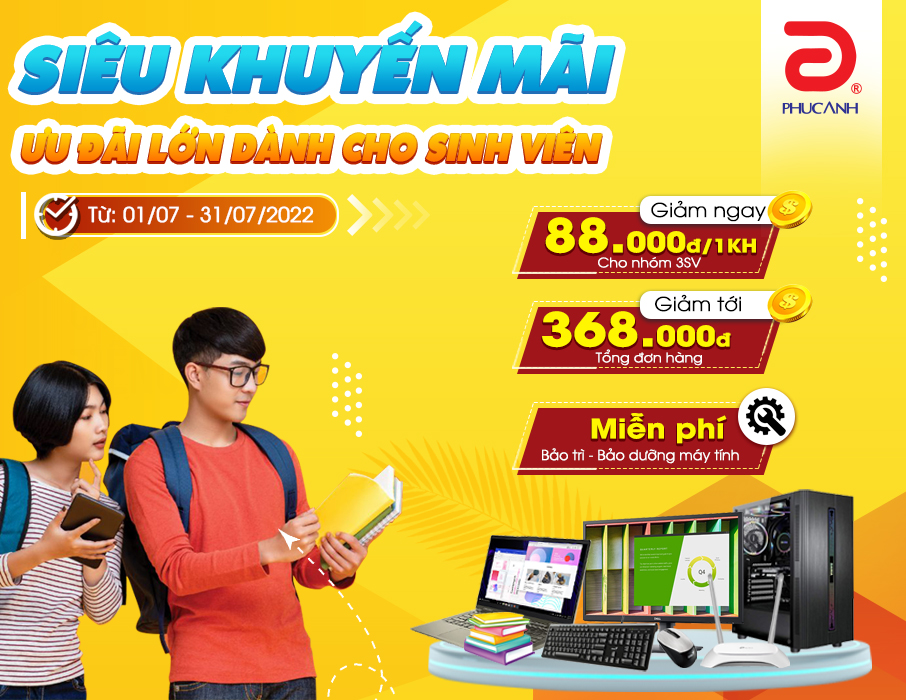 SIÊU KHUYẾN MÃI
ƯU ĐÃI LỚN DÀNH CHO SINH VIÊN
Từ: 01/07 - 31/07/2022
PHUCANH
®
Giảm ngay
88.000đ/1KH
Cho nhóm 3SV
Giảm tới
368.000đ
Tổng đơn hàng
Miễn phí
Bảo trì - Bảo dưỡng máy tính
Q4